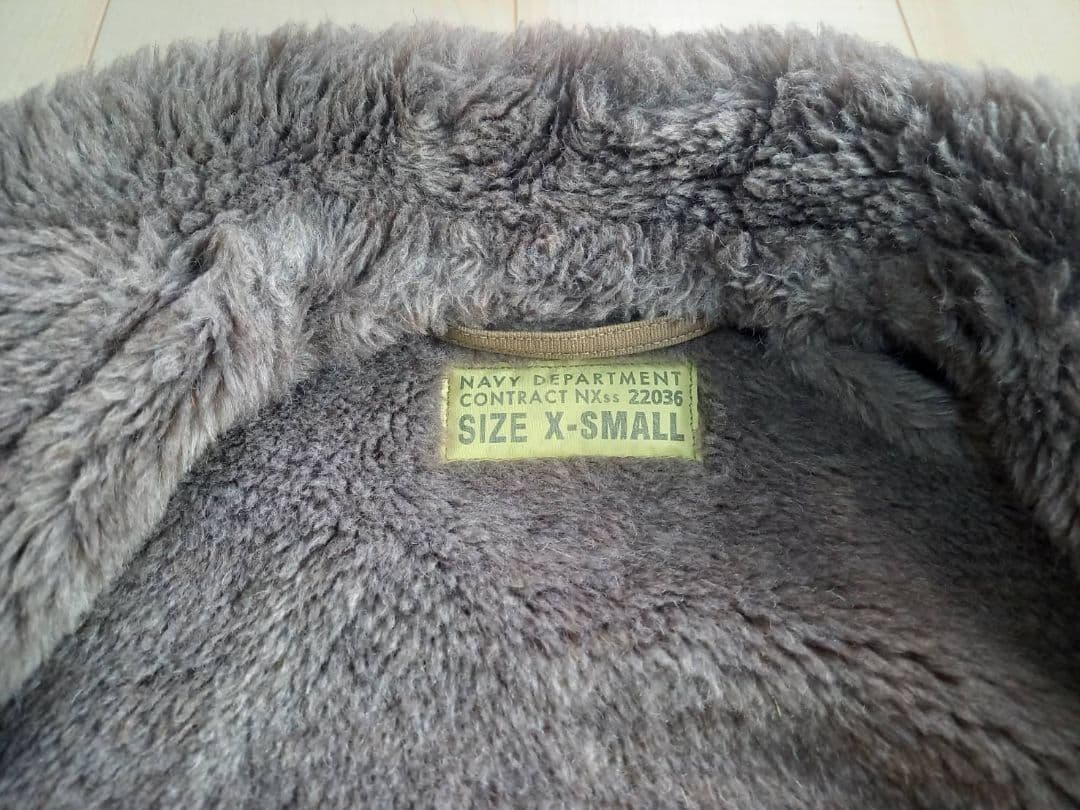 NAVY DEPARTMENT
CONTRACT NXss 22036
SIZE X-SMALL